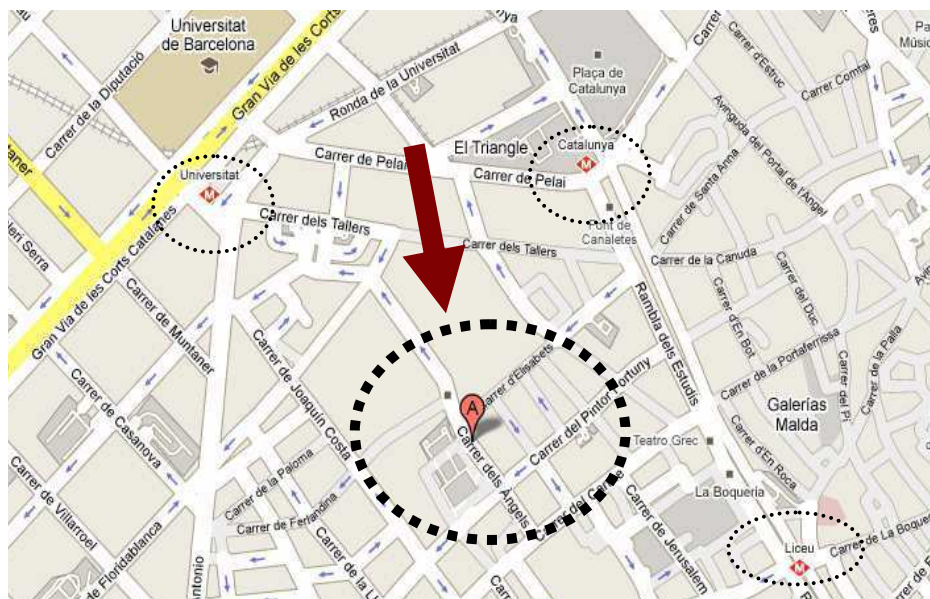 Universitat
de Barcelona
Catalunya
Carrer d'Estruc
Carrer Comtal
Gran Via de les Corts
Carrer de la Diputació
Ronda de la Universitat
Plaça de
Catalunya
Avinguda del Portal de l'Àngel
El Triangle
Catalunya
M
Carrer de Pelai
Carrer de Pelai
Universitat
M
Carrer de Santa Anna
Carrer dels Tallers
Carrer dels Tallers
Font de
Canaletes
Carrer de la Canuda
Gran Via de les Corts Catalanes
Carrer de Muntaner
Rambla dels Estudis
Carrer d'En Bot
Carrer del Duc
Carrer de la Palla
Carrer de la Portaferrissa
Carrer del Pi
Carrer d'Elisabets
Carrer del Pintor Fortuny
Carrer de Joaquín Costa
Carrer de Casanova
A
Galerías
Malda
Teatro Grec
Carrer d'En Roca
Carrer dels Àngels
Carrer de la Paloma
Carrer de Ferlandina
La Boqueria
Carrer del Carme
Carrer de Jerusalem
Carrer de Villarroel
Liceu
M